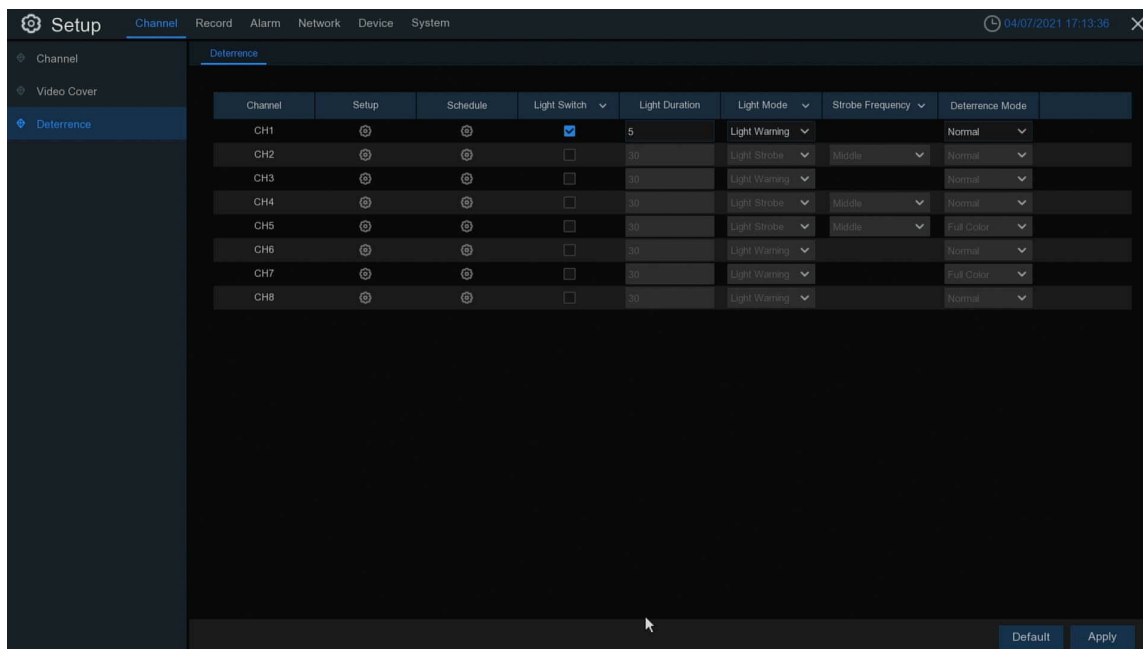 Setup Channel Record Alarm Network Device System 04/07/2021 17:13:36
Channel
Video Cover
Deterrence
Deterrence
Channel Setup Schedule Light Switch Light Duration Light Mode Strobe Frequency Deterrence Mode
CH1 5 Light Warning Normal
CH2 30 Light Strobe Middle Normal
CH3 30 Light Warning Normal
CH4 30 Light Strobe Middle Normal
CH5 30 Light Strobe Middle Full Color
CH6 30 Light Warning Normal
CH7 30 Light Warning Full Color
CH8 30 Light Warning Normal
Default Apply